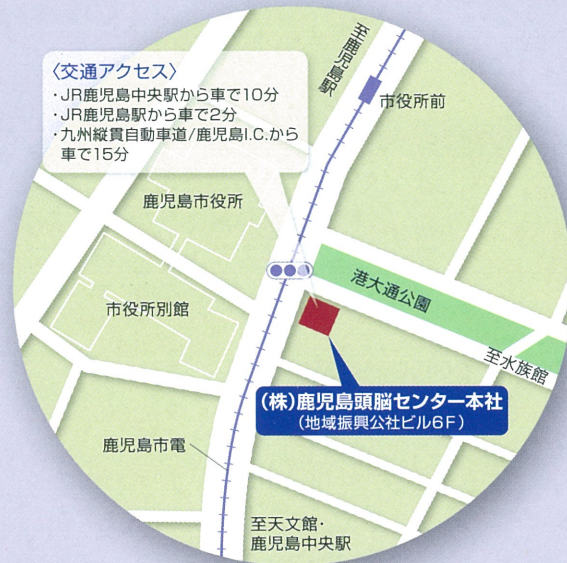 〈交通アクセス〉
・JR鹿児島中央駅から車で10分
・JR鹿児島駅から車で2分
・九州縦貫自動車道/鹿児島I.C.から
車で15分
至鹿児島駅
市役所前
鹿児島市役所
港大通公園
市役所別館
至水族館
(株)鹿児島頭脳センター本社
(地域振興公社ビル6F)
鹿児島市電
至天文館・
鹿児島中央駅